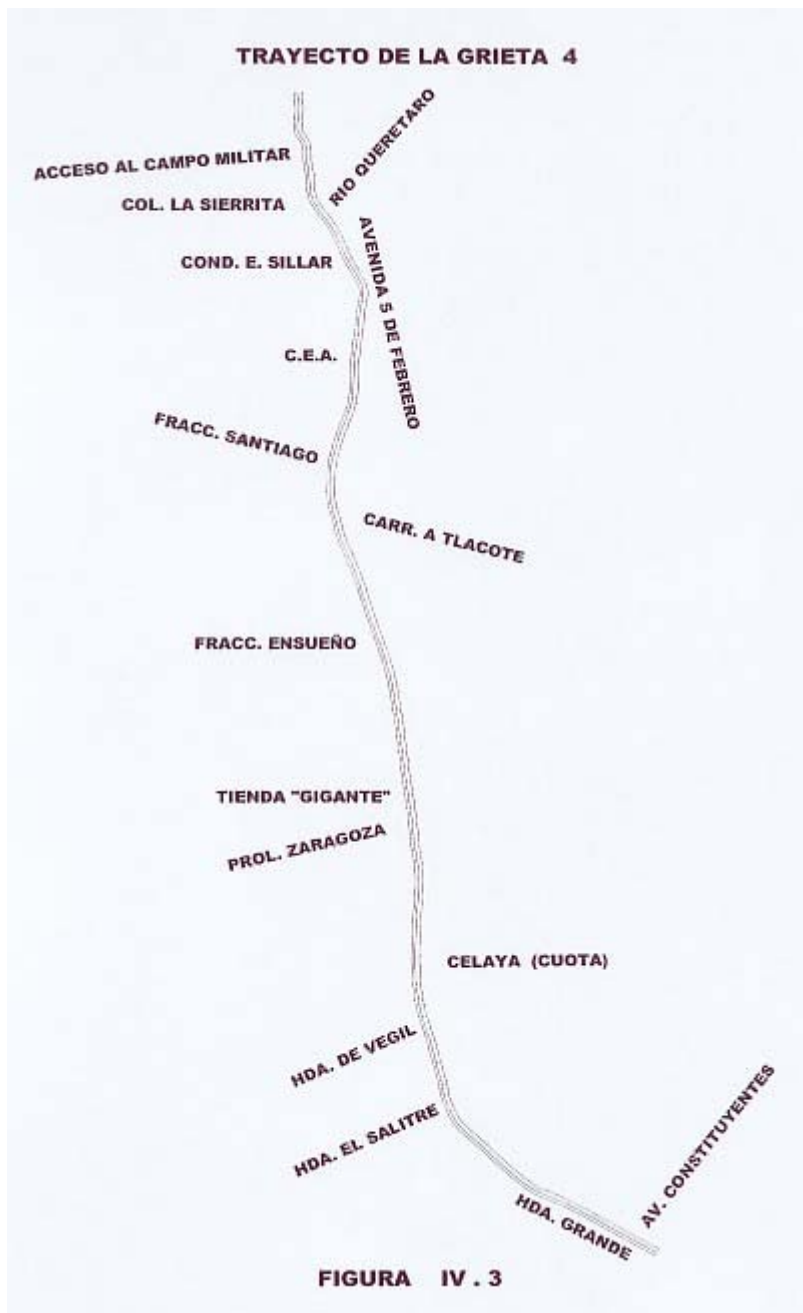 TRAYECTO DE LA GRIETA 4
RIO QUERETARO
ACCESO AL CAMPO MILITAR
COL. LA SIERRITA
AVENIDA 5 DE FEBRERO
COND. E. SILLAR
C.E.A.
FRACC. SANTIAGO
CARR. A TLACOTE
FRACC. ENSUEÑO
TIENDA "GIGANTE"
PROL. ZARAGOZA
CELAYA (CUOTA)
HDA. DE VEGIL
HDA. EL SALITRE
AV. CONSTITUYENTES
HDA. GRANDE
FIGURA IV . 3